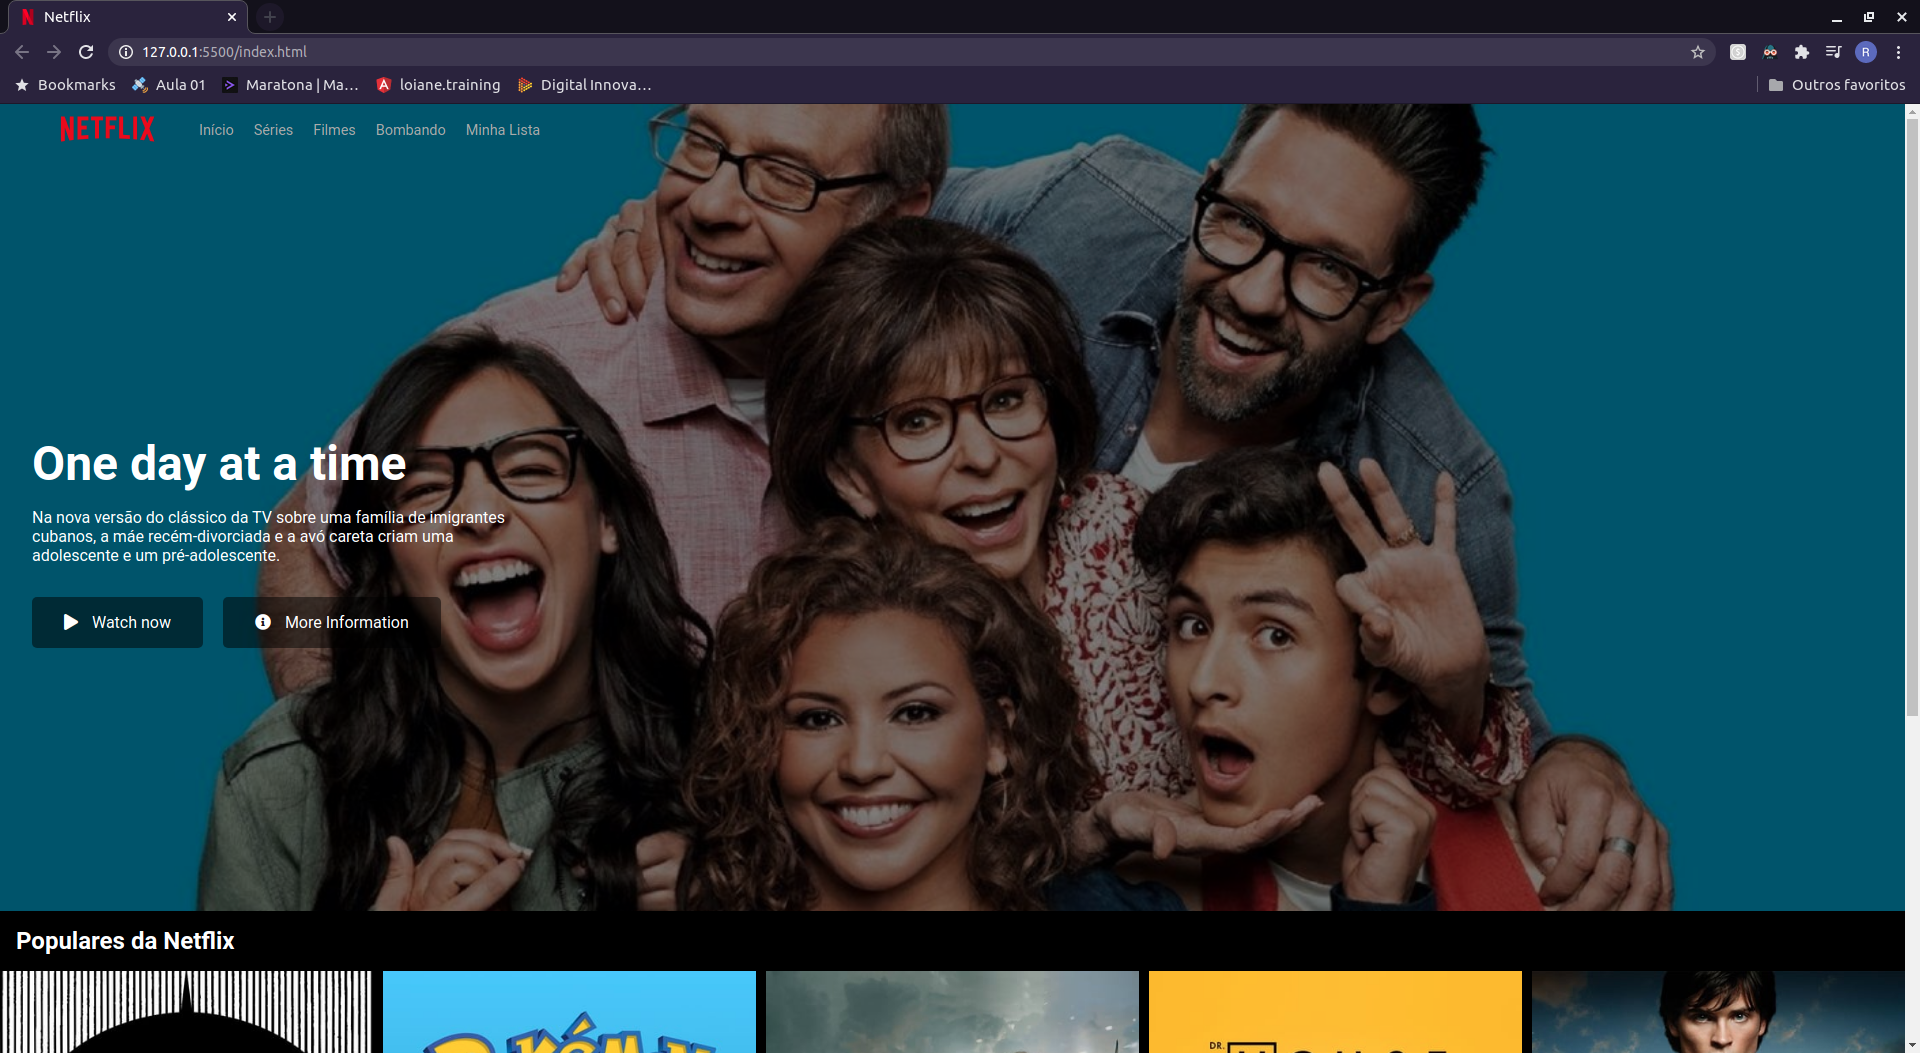 Netflix
127.0.0.1:5500/index.html
R
Bookmarks
Aula 01
Maratona | Ma...
loiane.training
Digital Innova...
Outros favoritos
NETFLIX
Início
Séries
Filmes
Bombando
Minha Lista
One day at a time
Na nova versão do clássico da TV sobre uma família de imigrantes
cubanos, a máe recém-divorciada e a avó careta criam uma
adolescente e um pré-adolescente.
Watch now
More Information
Populares da Netflix
DR.